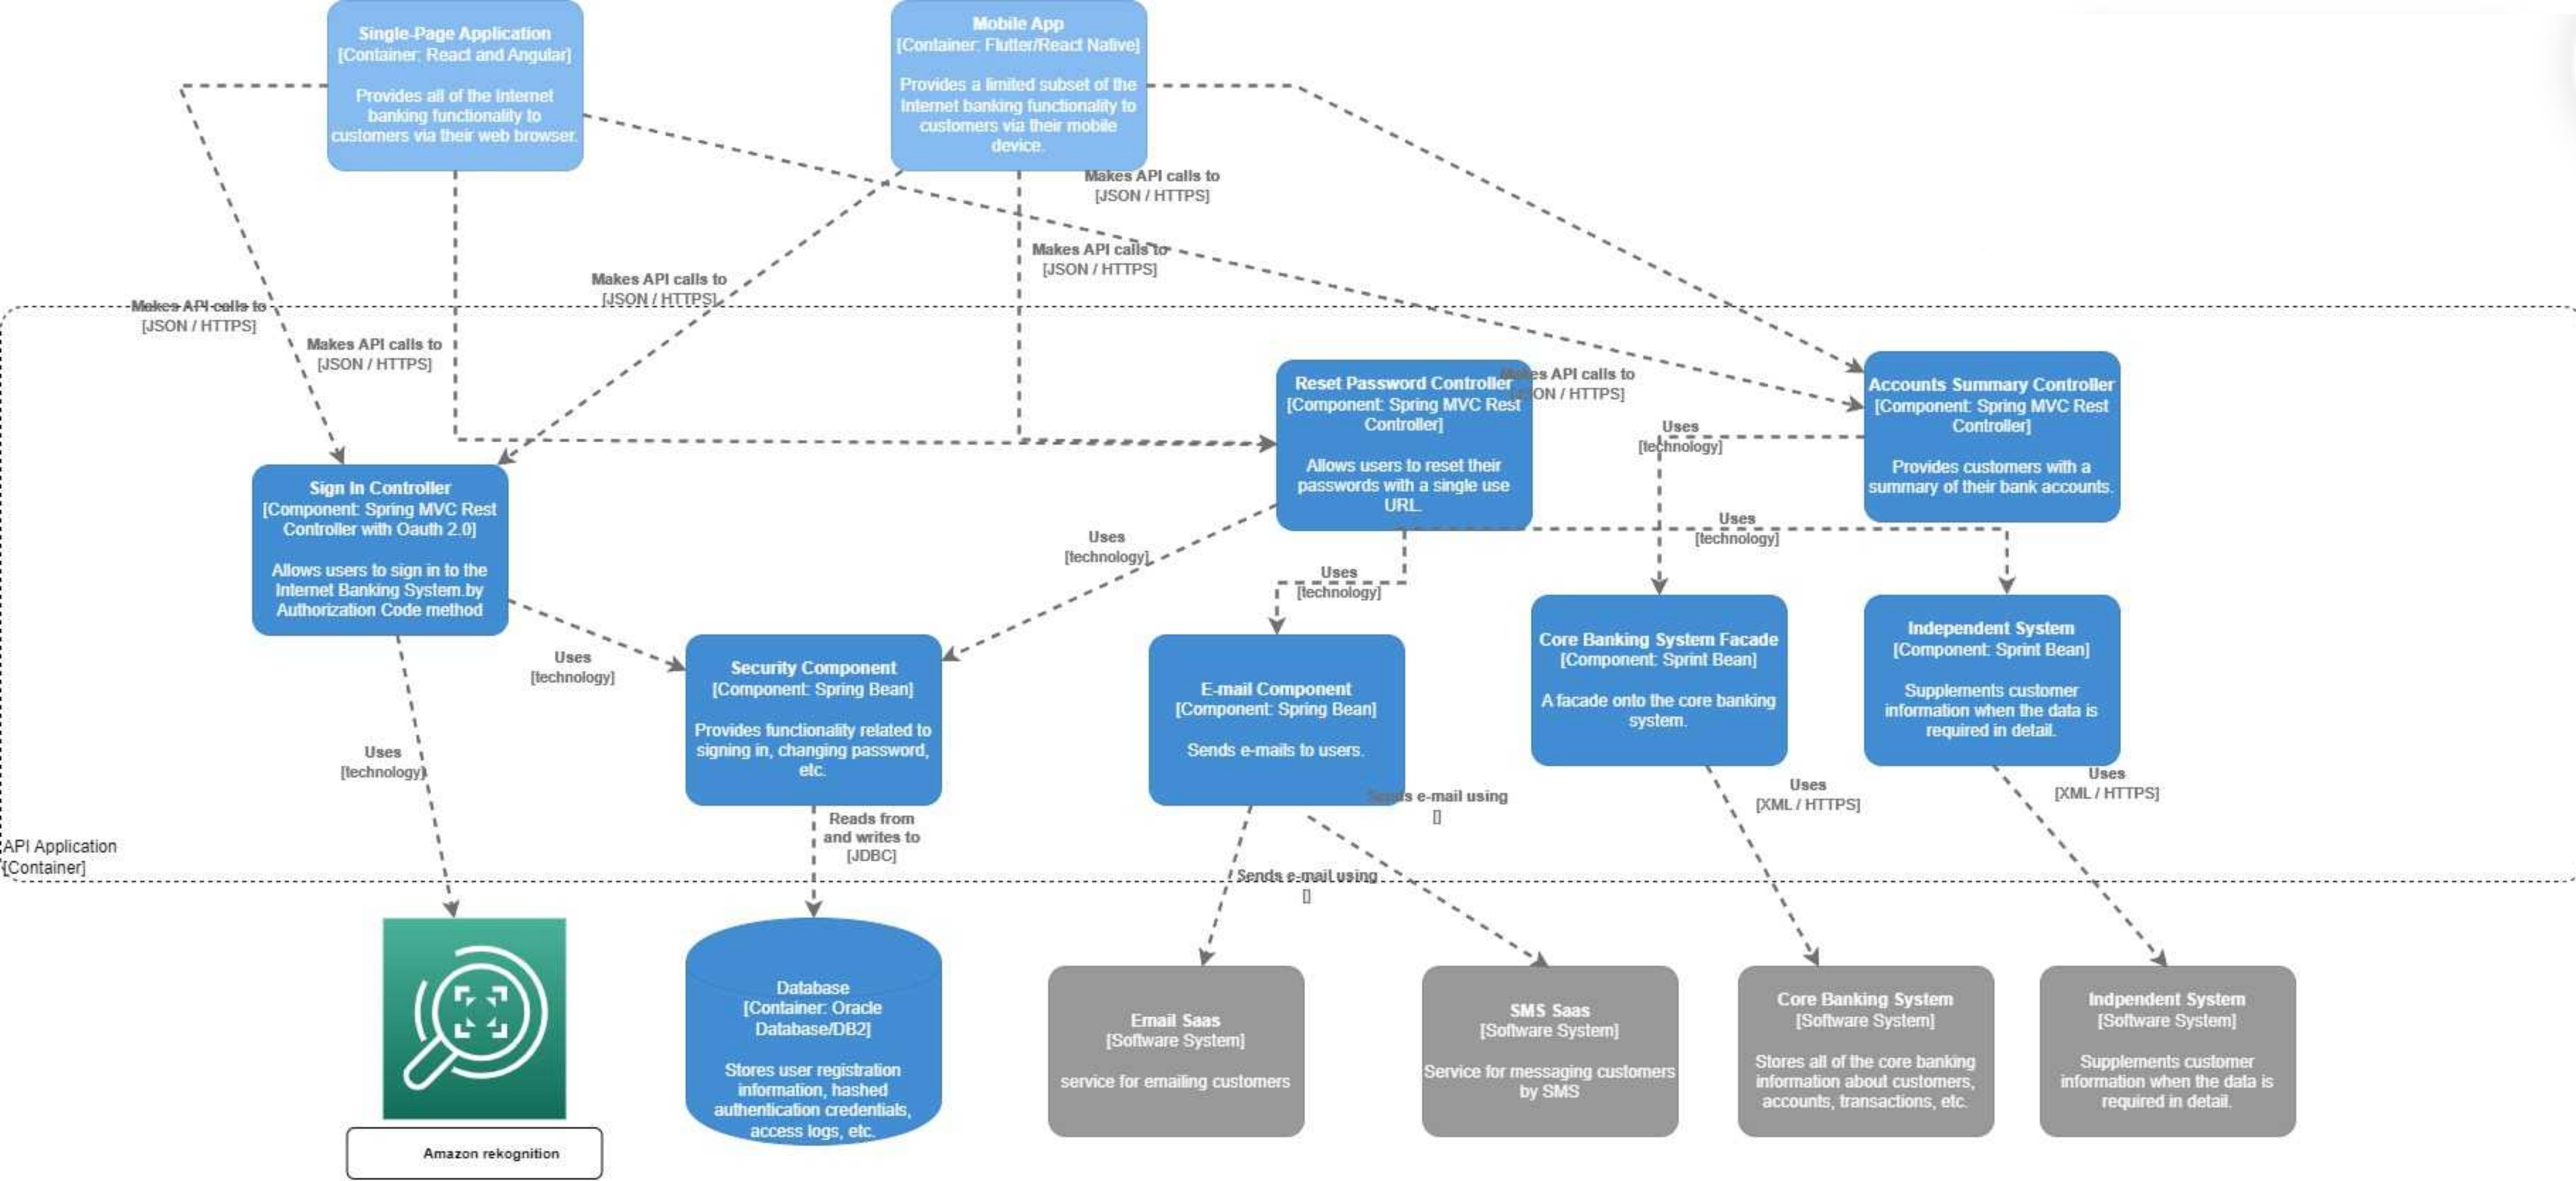 Single-Page Application
[Container: React and Angular]
Provides all of the Internet
banking functionality to
customers via their web browser.
Mobile App
[Container: Flutter/React Native]
Provides a limited subset of the
Internet banking functionality to
customers via their mobile
device.
Makes API calls to
[JSON / HTTPS]
Makes API calls to
[JSON / HTTPS]
Makes API calls to
[JSON / HTTPS]
Makes API calls to
[JSON / HTTPS]
Makes API calls to
[JSON / HTTPS]
Makes API calls to
[JSON / HTTPS]
Reset Password Controller
[Component: Spring MVC Rest
Controller]
Allows users to reset their
passwords with a single use
URL.
Accounts Summary Controller
[Component: Spring MVC Rest
Controller]
Provides customers with a
summary of their bank accounts.
Uses
[technology]
Sign In Controller
[Component: Spring MVC Rest
Controller with Oauth 2.0]
Allows users to sign in to the
Internet Banking System.by
Authorization Code method
Uses
[technology]
Uses
[technology]
Uses
[technology]
Uses
[technology]
Uses
[technology]
Security Component
[Component: Spring Bean]
Provides functionality related to
signing in, changing password,
etc.
E-mail Component
[Component: Spring Bean]
Sends e-mails to users.
Core Banking System Facade
[Component: Sprint Bean]
A facade onto the core banking
system.
Independent System
[Component: Sprint Bean]
Supplements customer
information when the data is
required in detail.
Reads from
and writes to
[JDBC]
Sends e-mail using
[]
Sends e-mail using
[]
Uses
[XML / HTTPS]
Uses
[XML / HTTPS]
API Application
[Container]
Amazon rekognition
Database
[Container: Oracle
Database/DB2]
Stores user registration
information, hashed
authentication credentials,
access logs, etc.
Email Saas
[Software System]
service for emailing customers
SMS Saas
[Software System]
Service for messaging customers
by SMS
Core Banking System
[Software System]
Stores all of the core banking
information about customers,
accounts, transactions, etc.
Indpendent System
[Software System]
Supplements customer
information when the data is
required in detail.